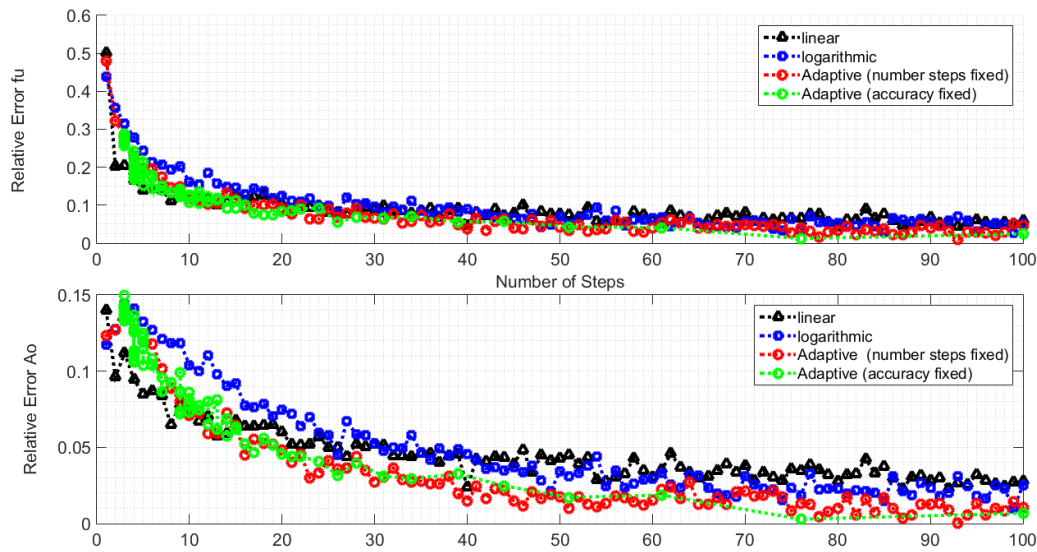 0.6
0.5
0.4
0.3
0.2
0.1
0
Relative Error fu
linear
logarithmic
Adaptive (number steps fixed)
Adaptive (accuracy fixed)
0 10 20 30 40 50 60 70 80 90 100
Number of Steps
0.15
0.1
0.05
0
Relative Error Ao
linear
logarithmic
Adaptive (number steps fixed)
Adaptive (accuracy fixed)
0 10 20 30 40 50 60 70 80 90 100